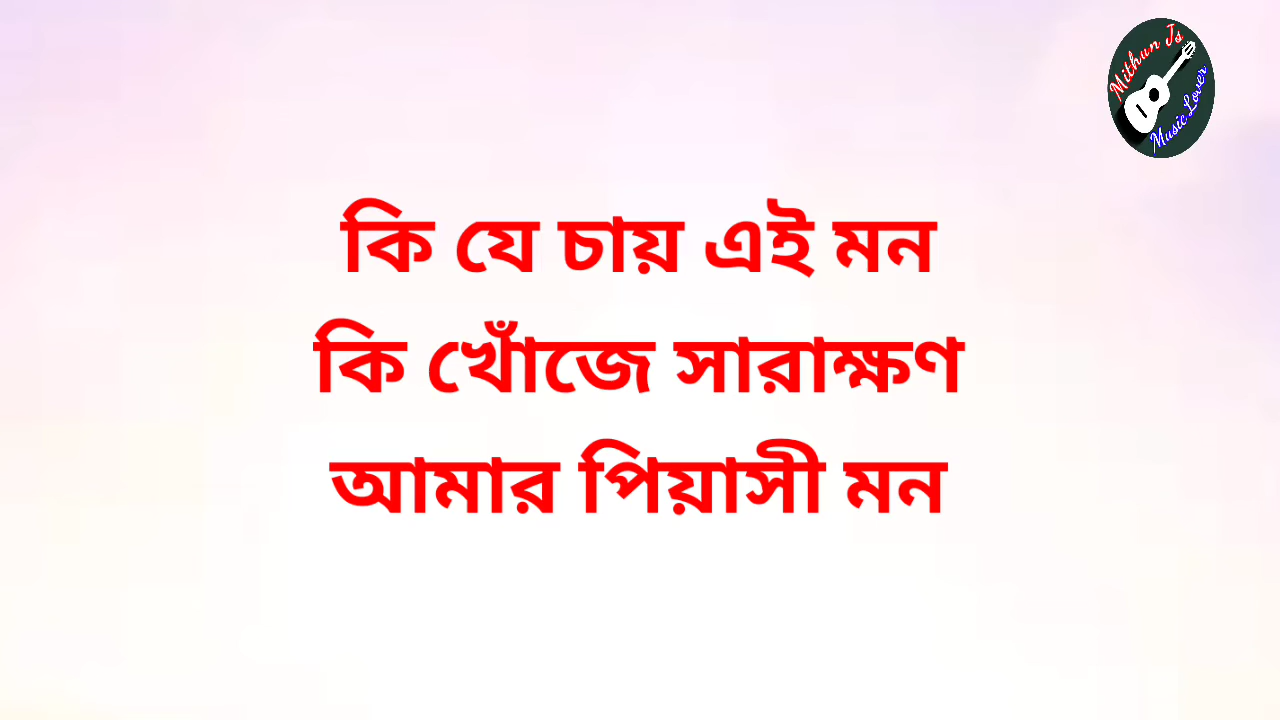 Mithun Js
Music Lover
কি যে চায় এই মন
কি খোঁজে সারাক্ষণ
আমার পিয়াসী মন